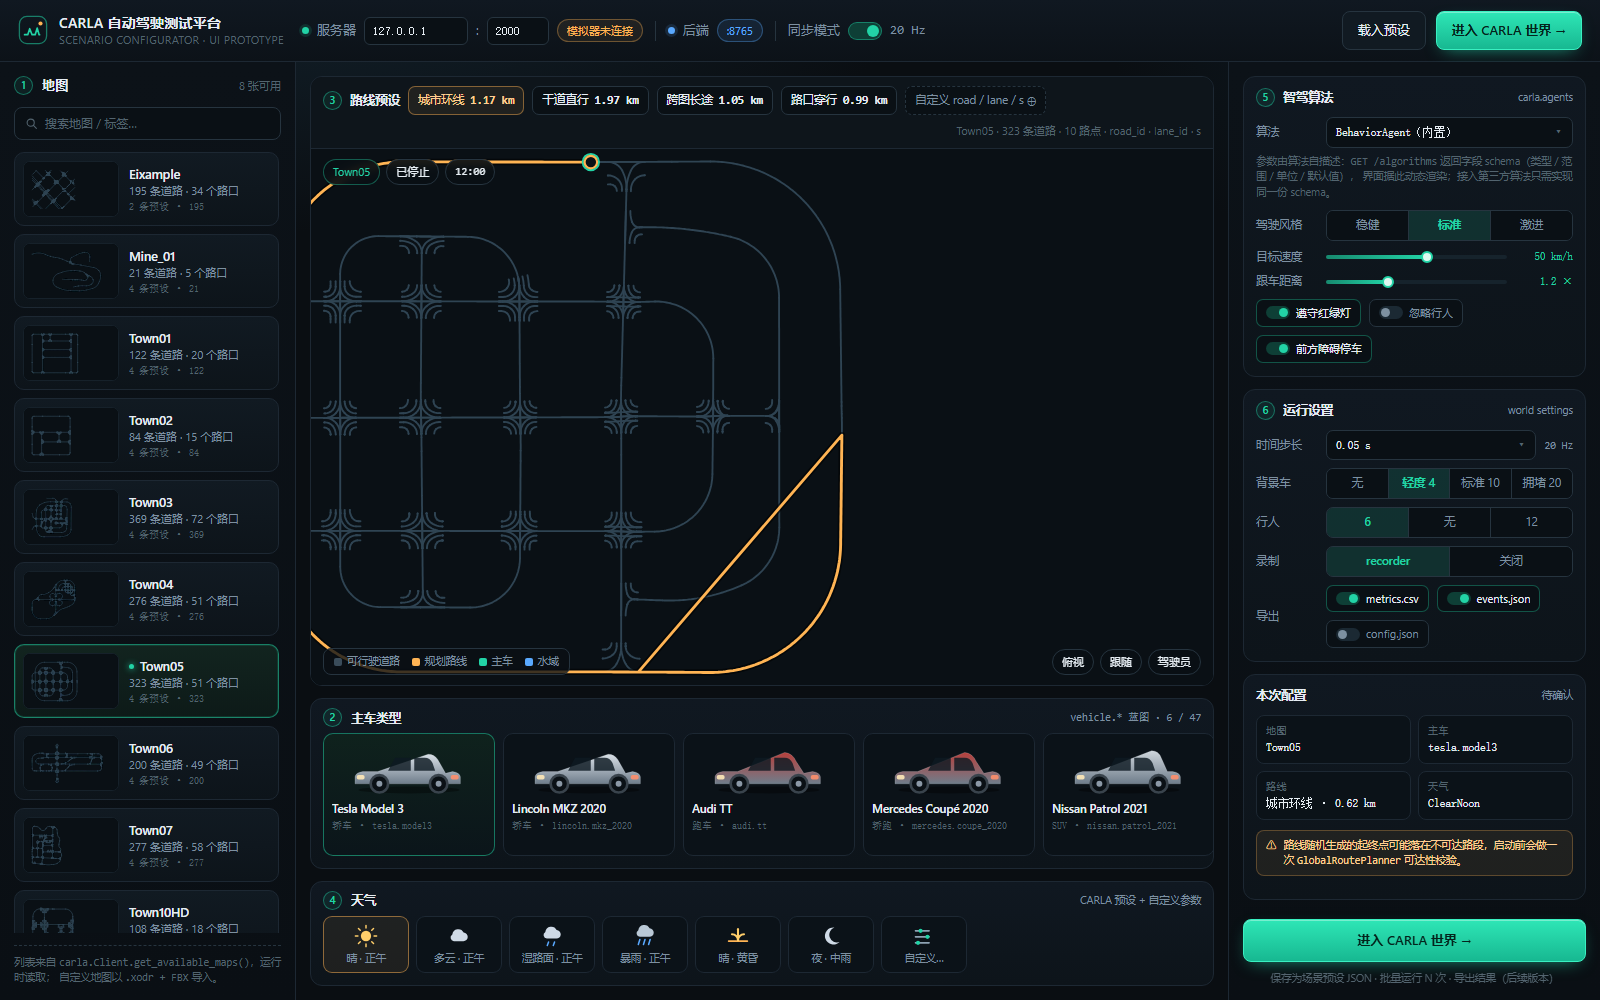 CARLA 自动驾驶测试平台
SCENARIO CONFIGURATOR · UI PROTOTYPE
服务器
127.0.0.1
:
2000
模拟器未连接
后端
:8765
同步模式
20 Hz
载入预设
进入 CARLA 世界 →
1 地图
8 张可用
搜索地图 / 标签...
Eixample
195 条道路 · 34 个路口
2 条预设 · 195
Mine_01
21 条道路 · 5 个路口
4 条预设 · 21
Town01
122 条道路 · 20 个路口
4 条预设 · 122
Town02
84 条道路 · 15 个路口
4 条预设 · 84
Town03
369 条道路 · 72 个路口
4 条预设 · 369
Town04
276 条道路 · 51 个路口
4 条预设 · 276
Town05
323 条道路 · 51 个路口
4 条预设 · 323
Town06
200 条道路 · 49 个路口
4 条预设 · 200
Town07
277 条道路 · 58 个路口
4 条预设 · 277
Town10HD
108 条道路 · 18 个路口
列表来自 carla.Client.get_available_maps(), 运行
时读取; 自定义地图以 .xodr + FBX 导入。
3 路线预设
城市环线 1.17 km
干道直行 1.97 km
跨图长途 1.05 km
路口穿行 0.99 km
自定义 road / lane / s ⊕
Town05 · 323 条道路 · 10 路点 · road_id · lane_id · s
Town05
已停止
12:00
可行驶道路
规划路线
主车
水域
俯视
跟随
驾驶员
2 主车类型
vehicle.* 蓝图 · 6 / 47
Tesla Model 3
轿车 · tesla.model3
Lincoln MKZ 2020
轿车 · lincoln.mkz_2020
Audi TT
跑车 · audi.tt
Mercedes Coupé 2020
轿跑 · mercedes.coupe_2020
Nissan Patrol 2021
SUV · nissan.patrol_2021
4 天气
CARLA 预设 + 自定义参数
晴 · 正午
多云 · 正午
湿路面 · 正午
暴雨 · 正午
晴 · 黄昏
夜 · 中雨
自定义...
5 智驾算法
carla.agents
算法
BehaviorAgent (内置)
参数由算法自描述: GET /algorithms 返回字段 schema (类型 / 范
围 / 单位 / 默认值) , 界面据此动态渲染; 接入第三方算法只需实现
同一份 schema。
驾驶风格
稳健
标准
激进
目标速度
50 km/h
跟车距离
1.2 ×
遵守红绿灯
忽略行人
前方障碍停车
6 运行设置
world settings
时间步长
0.05 s
20 Hz
背景车
无
轻度 4
标准 10
拥堵 20
行人
6
无
12
录制
recorder
关闭
导出
metrics.csv
events.json
config.json
本次配置
待确认
地图
Town05
主车
tesla.model3
路线
城市环线 · 0.62 km
天气
ClearNoon
⚠ 路线随机生成的起终点可能落在不可达路段, 启动前会做一
次 GlobalRoutePlanner 可达性校验。
进入 CARLA 世界 →
保存为场景预设 JSON · 批量运行 N 次 · 导出结果 (后续版本)